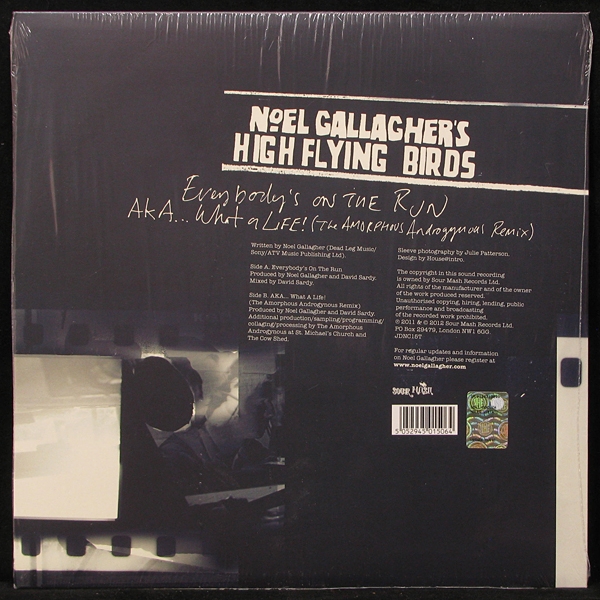 NOEL GALLAGHER'S
HIGH FLYING BIRDS
Everybody's ON THE RUN
AKA... What a LIFE! (The AMORPHOUS Androgynous Remix)
Written by Noel Gallagher (Dead Leg Music/
Sony/ATV Music Publishing Ltd).
Side A. Everybody's On The Run
Produced by Noel Gallagher and David Sardy.
Mixed by David Sardy.
Side B. AKA... What A Life!
(The Amorphous Androgynous Remix)
Produced by Noel Gallagher and David Sardy.
Additional production/sampling/programming/
collaging/processing by The Amorphous
Androgynous at St. Michael's Church and
The Cow Shed.
Sleeve photography by Julie Patterson.
Design by House@intro.
The copyright in this sound recording
is owned by Sour Mash Records Ltd.
All rights of the manufacturer and of the owner
of the work produced reserved.
Unauthorised copying, hiring, lending, public
performance and broadcasting
of the recorded work prohibited.
℗ 2011 & © 2012 Sour Mash Records Ltd.
PO Box 29479, London NW1 6GG.
JDNC15T
For regular updates and information
on Noel Gallagher please register at
www.noelgallagher.com
SOUR MASH
5 052945 015064